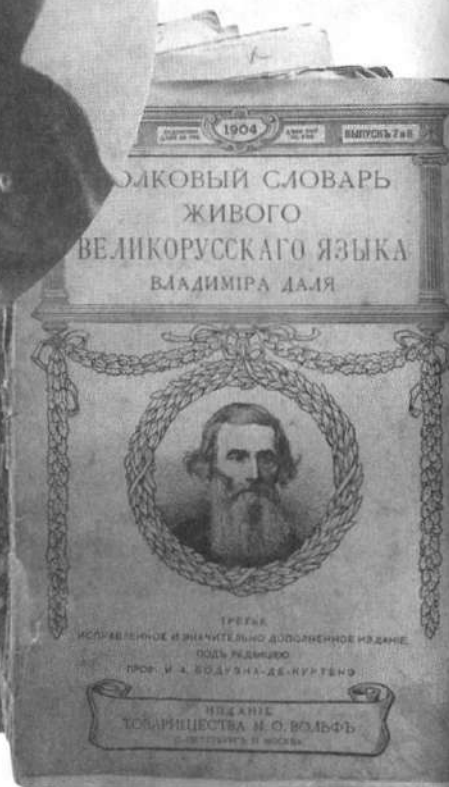 1904
ВЫПУСКЪ 7 и 8
ОЛКОВЫЙ СЛОВАРЬ
ЖИВОГО
ВЕЛИКОРУССКАГО ЯЗЫКА
ВЛАДИМІРА ДАЛЯ
ТРЕТЬЕ
ИСПРАВЛЕННОЕ И ЗНАЧИТЕЛЬНО ДОПОЛНЕННОЕ ИЗДАНІЕ,
ПОДЪ РЕДАКЦІЕЮ
ПРОФ. И. А. БОДУЭНА-ДЕ-КУРТЕНЭ
ИЗДАНІЕ
ТОВАРИЩЕСТВА М. О. ВОЛЬФЪ
С.-ПЕТЕРБУРГЪ И МОСКВА